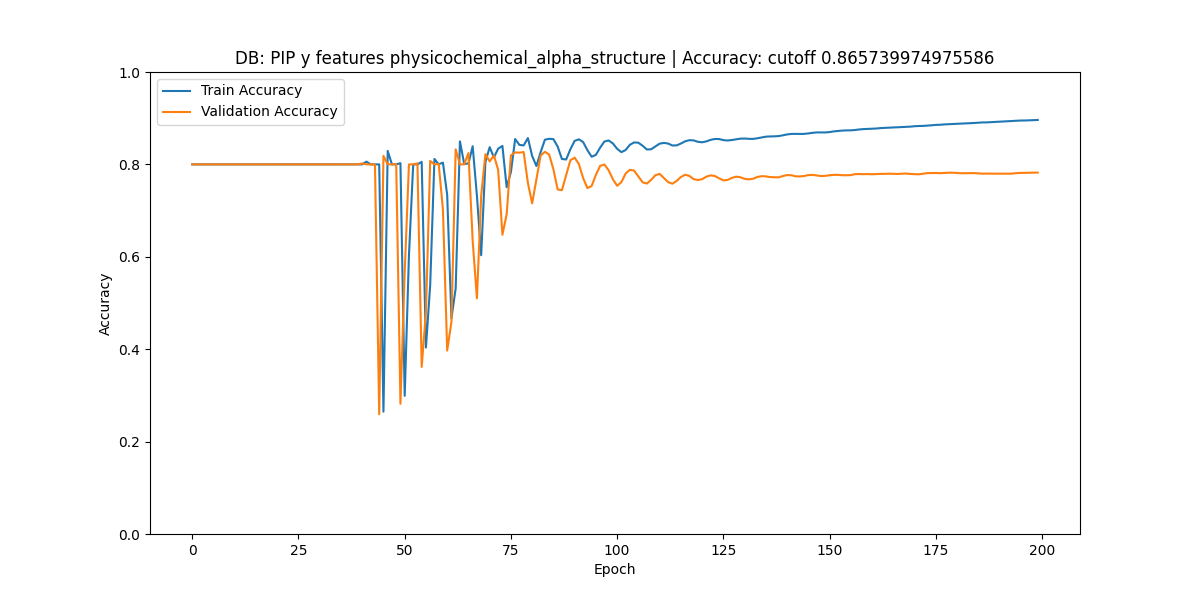 DB: PIP y features physicochemical_alpha_structure | Accuracy: cutoff 0.865739974975586
Train Accuracy
Validation Accuracy
Accuracy
1.0
0.8
0.6
0.4
0.2
0.0
0 25 50 75 100 125 150 175 200
Epoch